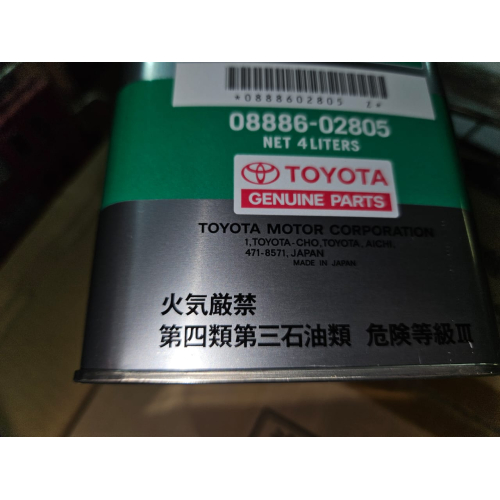 *0888602805 E*
08886-02805
NET 4 LITERS
TOYOTA
GENUINE PARTS
TOYOTA MOTOR CORPORATION
1,TOYOTA-CHO,TOYOTA, AICHI,
471-8571, JAPAN
MADE IN JAPAN
火気厳禁
第四類第三石油類 危険等級Ⅲ